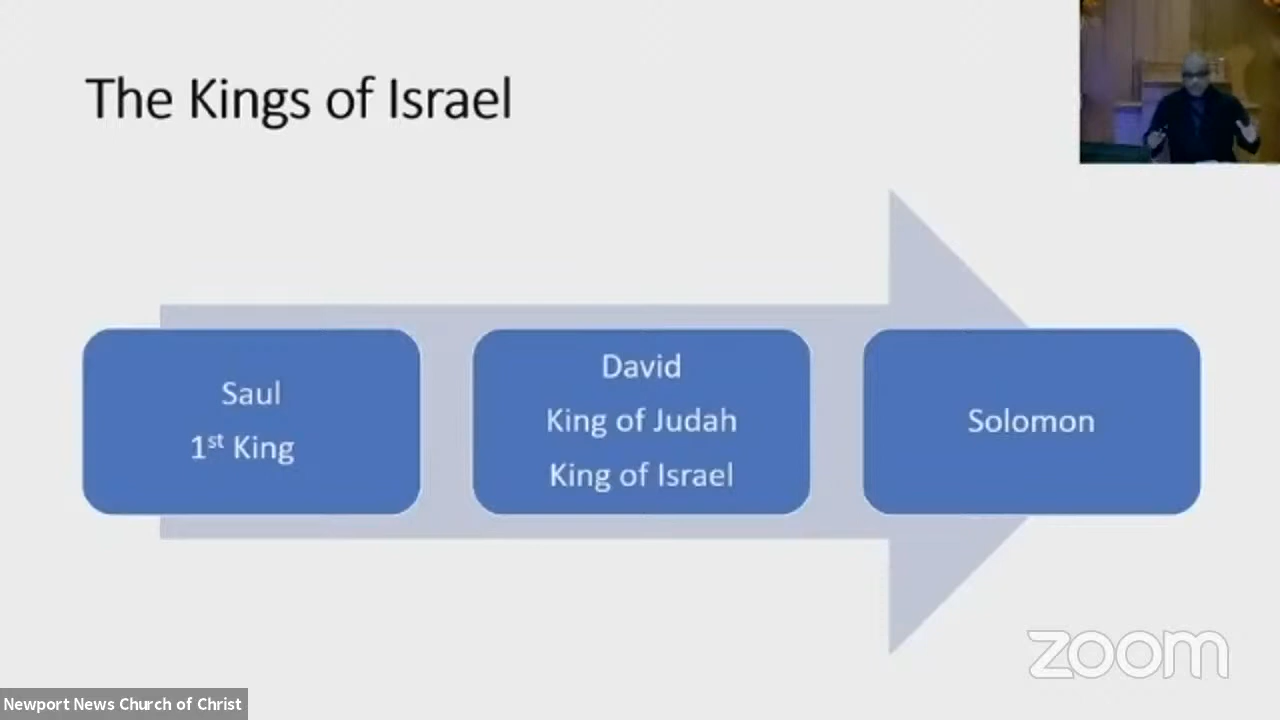 The Kings of Israel
Saul
1st King
David
King of Judah
King of Israel
Solomon
zoom
Newport News Church of Christ